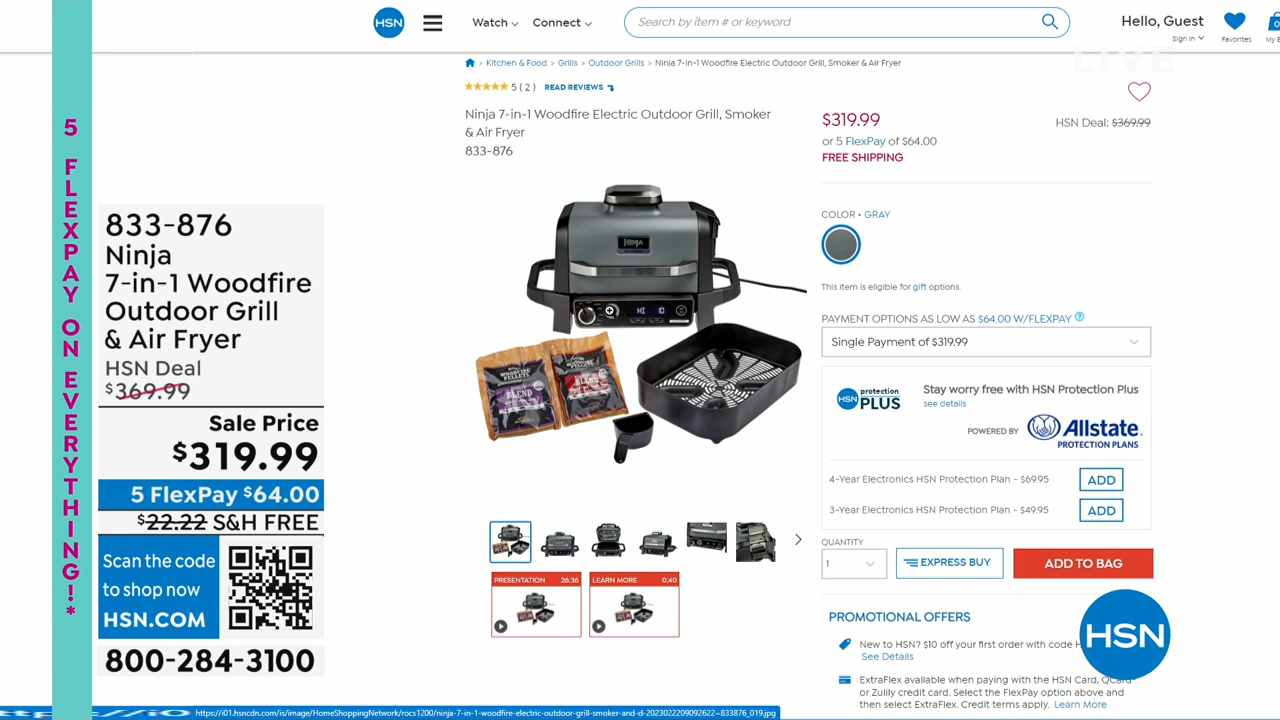 HSN
Watch
Connect
Search by item # or keyword
Hello, Guest
Sign In
Favorites
LIVE
Kitchen & Food > Grills > Outdoor Grills > Ninja 7-in-1 Woodfire Electric Outdoor Grill, Smoker & Air Fryer
5 ( 2 ) READ REVIEWS
Ninja 7-in-1 Woodfire Electric Outdoor Grill, Smoker
& Air Fryer
833-876
$319.99
HSN Deal: $369.99
or 5 FlexPay of $64.00
FREE SHIPPING
COLOR • GRAY
This item is eligible for gift options.
PAYMENT OPTIONS AS LOW AS $64.00 W/FLEXPAY
Single Payment of $319.99
HSN protection PLUS
Stay worry free with HSN Protection Plus
see details
POWERED BY Allstate.
PROTECTION PLANS
4-Year Electronics HSN Protection Plan - $69.95 ADD
3-Year Electronics HSN Protection Plan - $49.95 ADD
QUANTITY
1
EXPRESS BUY
ADD TO BAG
PROMOTIONAL OFFERS
New to HSN? $10 off your first order with code H
See Details
ExtraFlex available when paying with the HSN Card, QCard
or Zulily credit card. Select the FlexPay option above and
then select ExtraFlex. Credit terms apply. Learn More
HSN
NINJA
HI 10
WOODFIRE
PELLETS
BLEND
WOODFIRE
PELLETS
BLEND
PRESENTATION 26:36
LEARN MORE 0:40
5 FLEXPAY ON EVERYTHING!*
833-876
Ninja
7-in-1 Woodfire
Outdoor Grill
& Air Fryer
HSN Deal
$369.99
Sale Price
$319.99
5 FlexPay $64.00
$22.22 S&H FREE
Scan the code
to shop now
HSN.COM
800-284-3100
https://i01.hsncdn.com/is/image/HomeShoppingNetwork/rocs1200/ninja-7-in-1-woodfire-electric-outdoor-grill-smoker-and-d-2023022209092622~833876_019.jpg